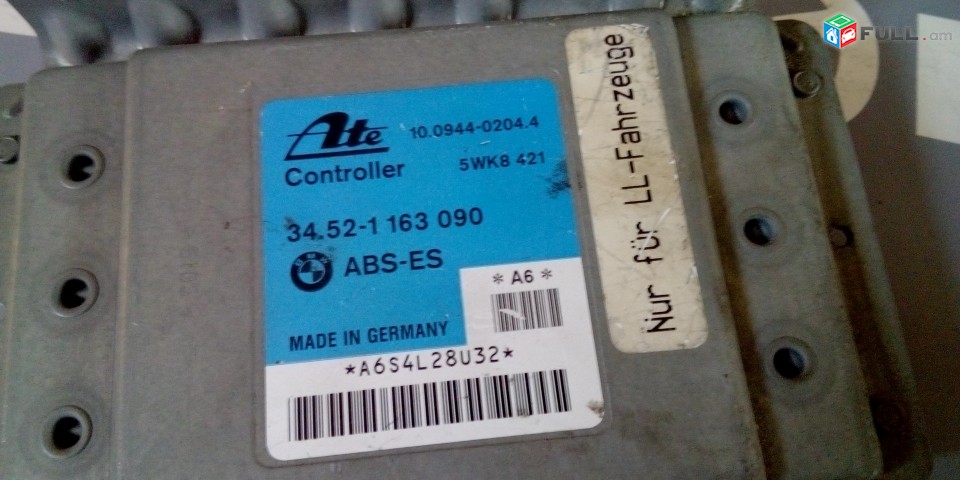 FULL.am
Ate
10.0944-0204.4
Controller
5WK8 421
34.52-1 163 090
BMW
ABS-ES
* A6 *
MADE IN GERMANY
*A6S4L28U32*
Nur für LL-Fahrzeuge